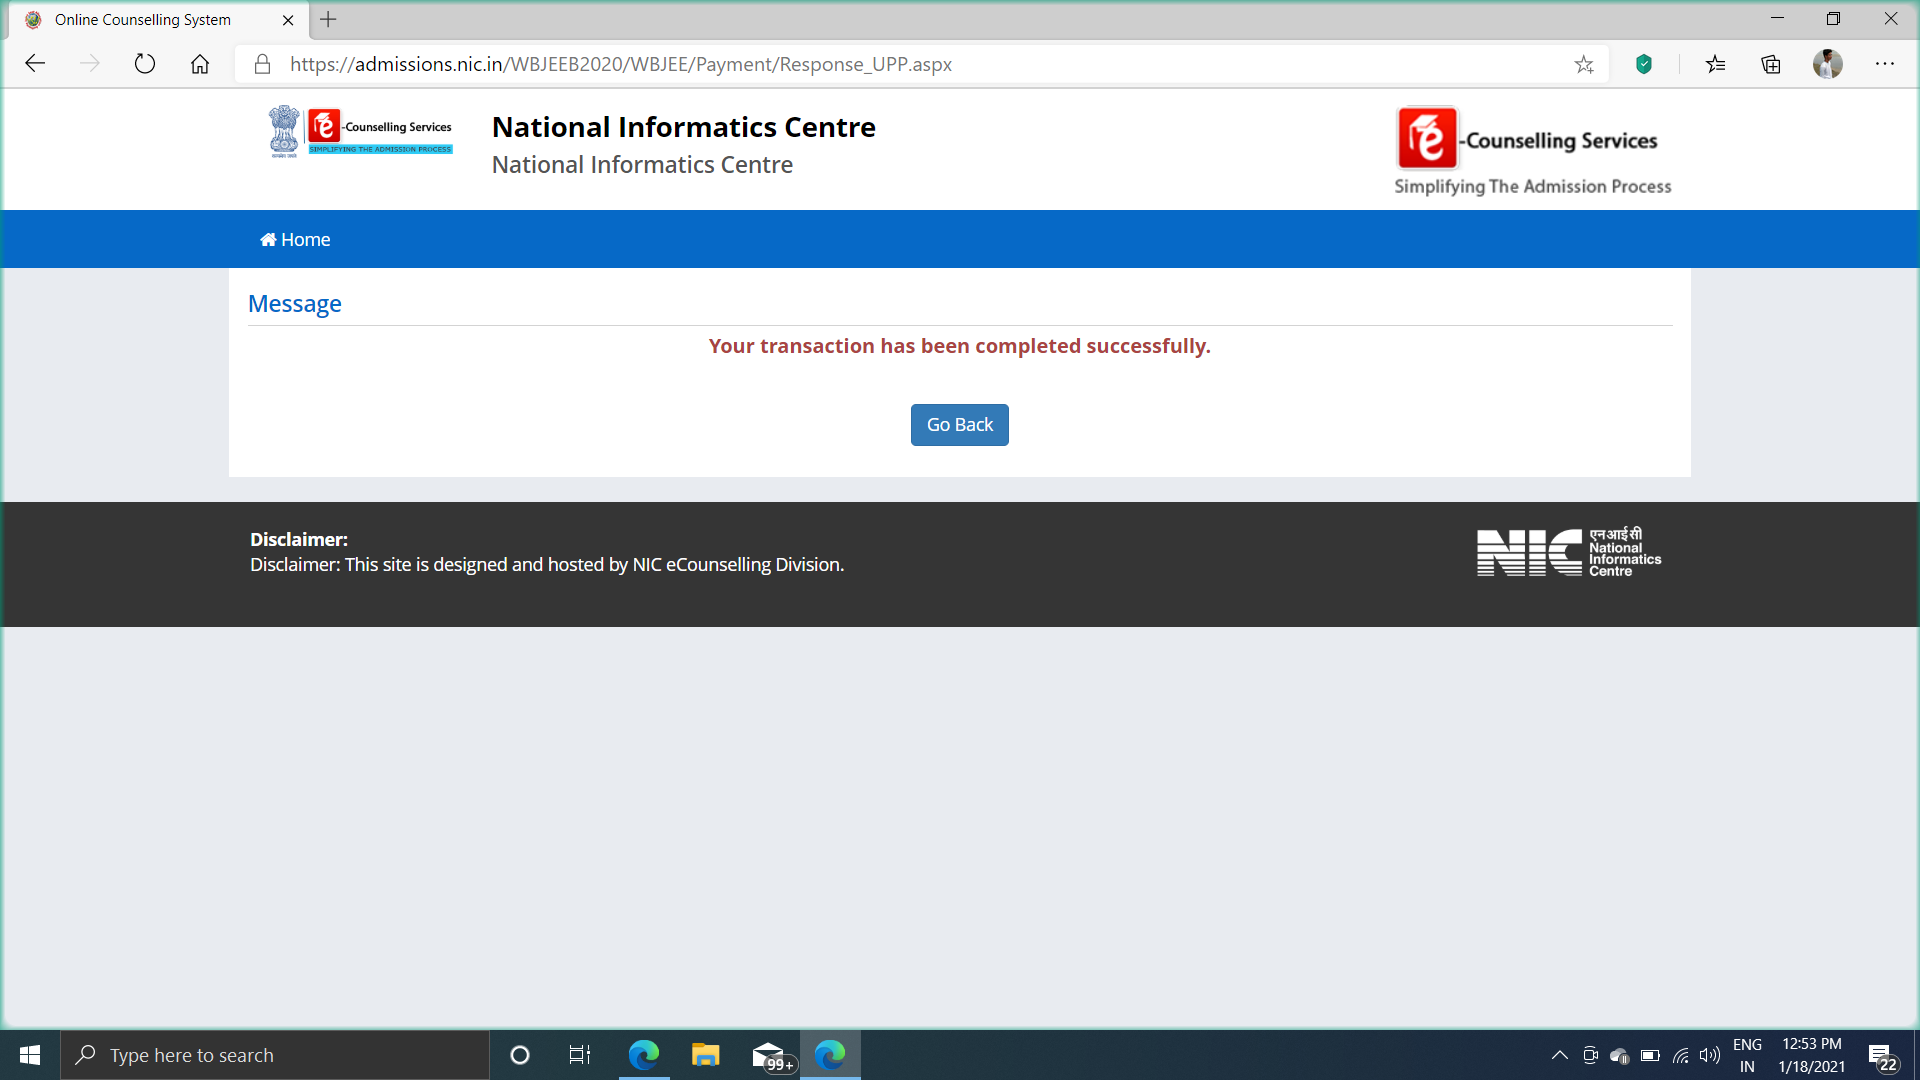 Online Counselling System
https://admissions.nic.in/WBJEEB2020/WBJEE/Payment/Response_UPP.aspx
e-Counselling Services
SIMPLIFYING THE ADMISSION PROCESS
National Informatics Centre
National Informatics Centre
e-Counselling Services
Simplifying The Admission Process
Home
Message
Your transaction has been completed successfully.
Go Back
Disclaimer:
Disclaimer: This site is designed and hosted by NIC eCounselling Division.
NIC
एन आई सी
National
Informatics
Centre
Type here to search
99+
ENG
IN
12:53 PM
1/18/2021
22